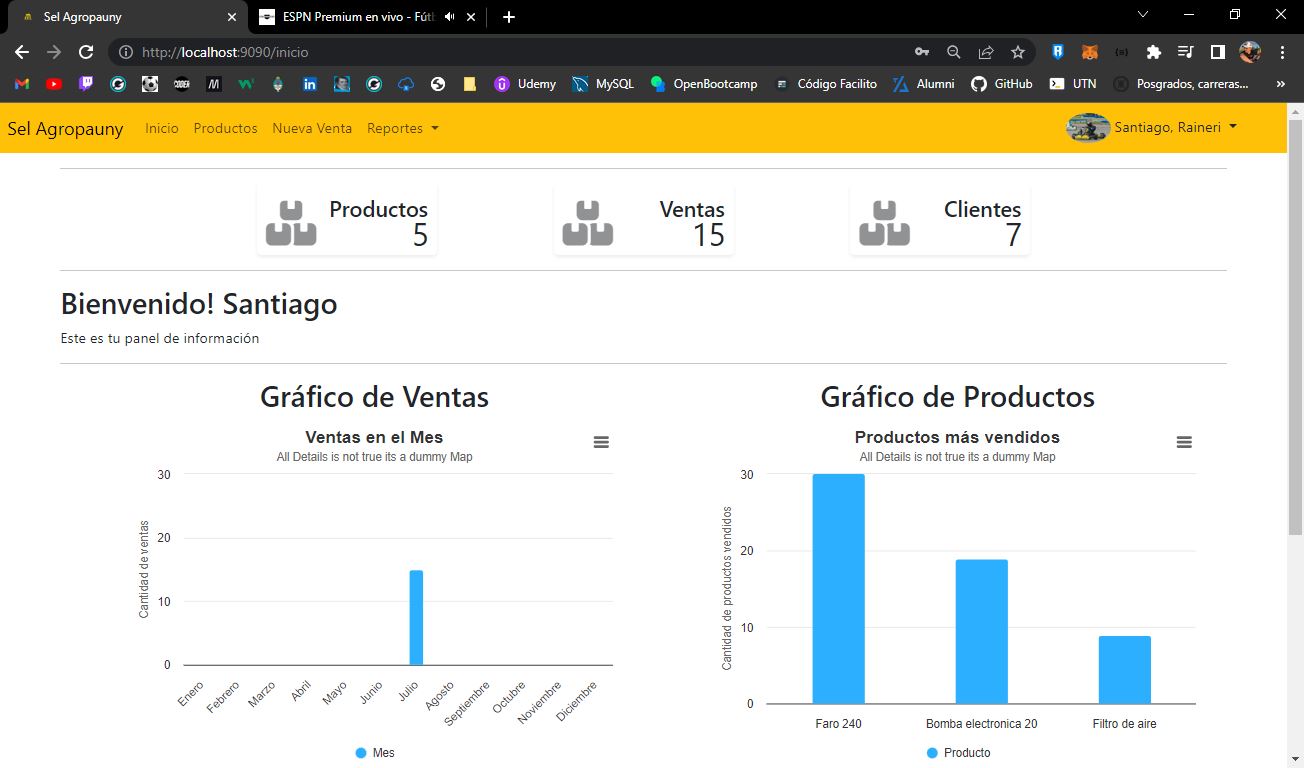 Sel Agropauny
ESPN Premium en vivo - Fút
http://localhost:9090/inicio
Udemy
MySQL
OpenBootcamp
Código Facilito
Alumni
GitHub
UTN
Posgrados, carreras...
Sel Agropauny
Inicio
Productos
Nueva Venta
Reportes
Santiago, Raineri
Productos
5
Ventas
15
Clientes
7
Bienvenido! Santiago
Este es tu panel de información
Gráfico de Ventas
Ventas en el Mes
All Details is not true its a dummy Map
Cantidad de ventas
30
20
10
0
Enero
Febrero
Marzo
Abril
Mayo
Junio
Julio
Agosto
Septiembre
Octubre
Noviembre
Diciembre
Mes
Gráfico de Productos
Productos más vendidos
All Details is not true its a dummy Map
Cantidad de productos vendidos
30
20
10
0
Faro 240
Bomba electronica 20
Filtro de aire
Producto